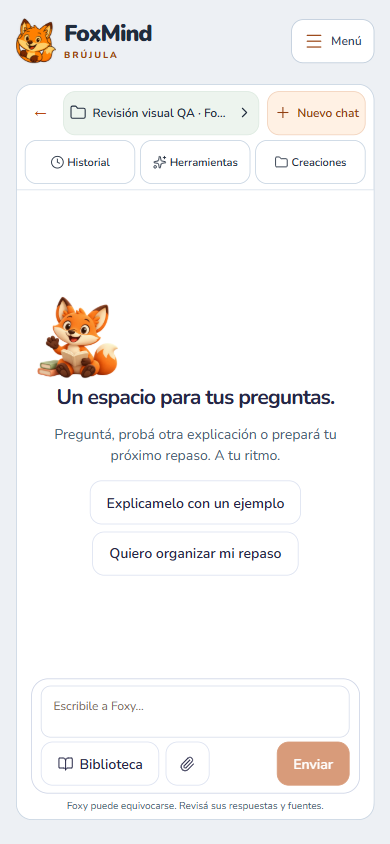 FoxMind
BRÚJULA
Menú
←
Revisión visual QA · Fo...
Nuevo chat
Historial
Herramientas
Creaciones
Un espacio para tus preguntas.
Preguntá, probá otra explicación o prepará tu
próximo repaso. A tu ritmo.
Explicamelo con un ejemplo
Quiero organizar mi repaso
Escribile a Foxy...
Biblioteca
Enviar
Foxy puede equivocarse. Revisá sus respuestas y fuentes.